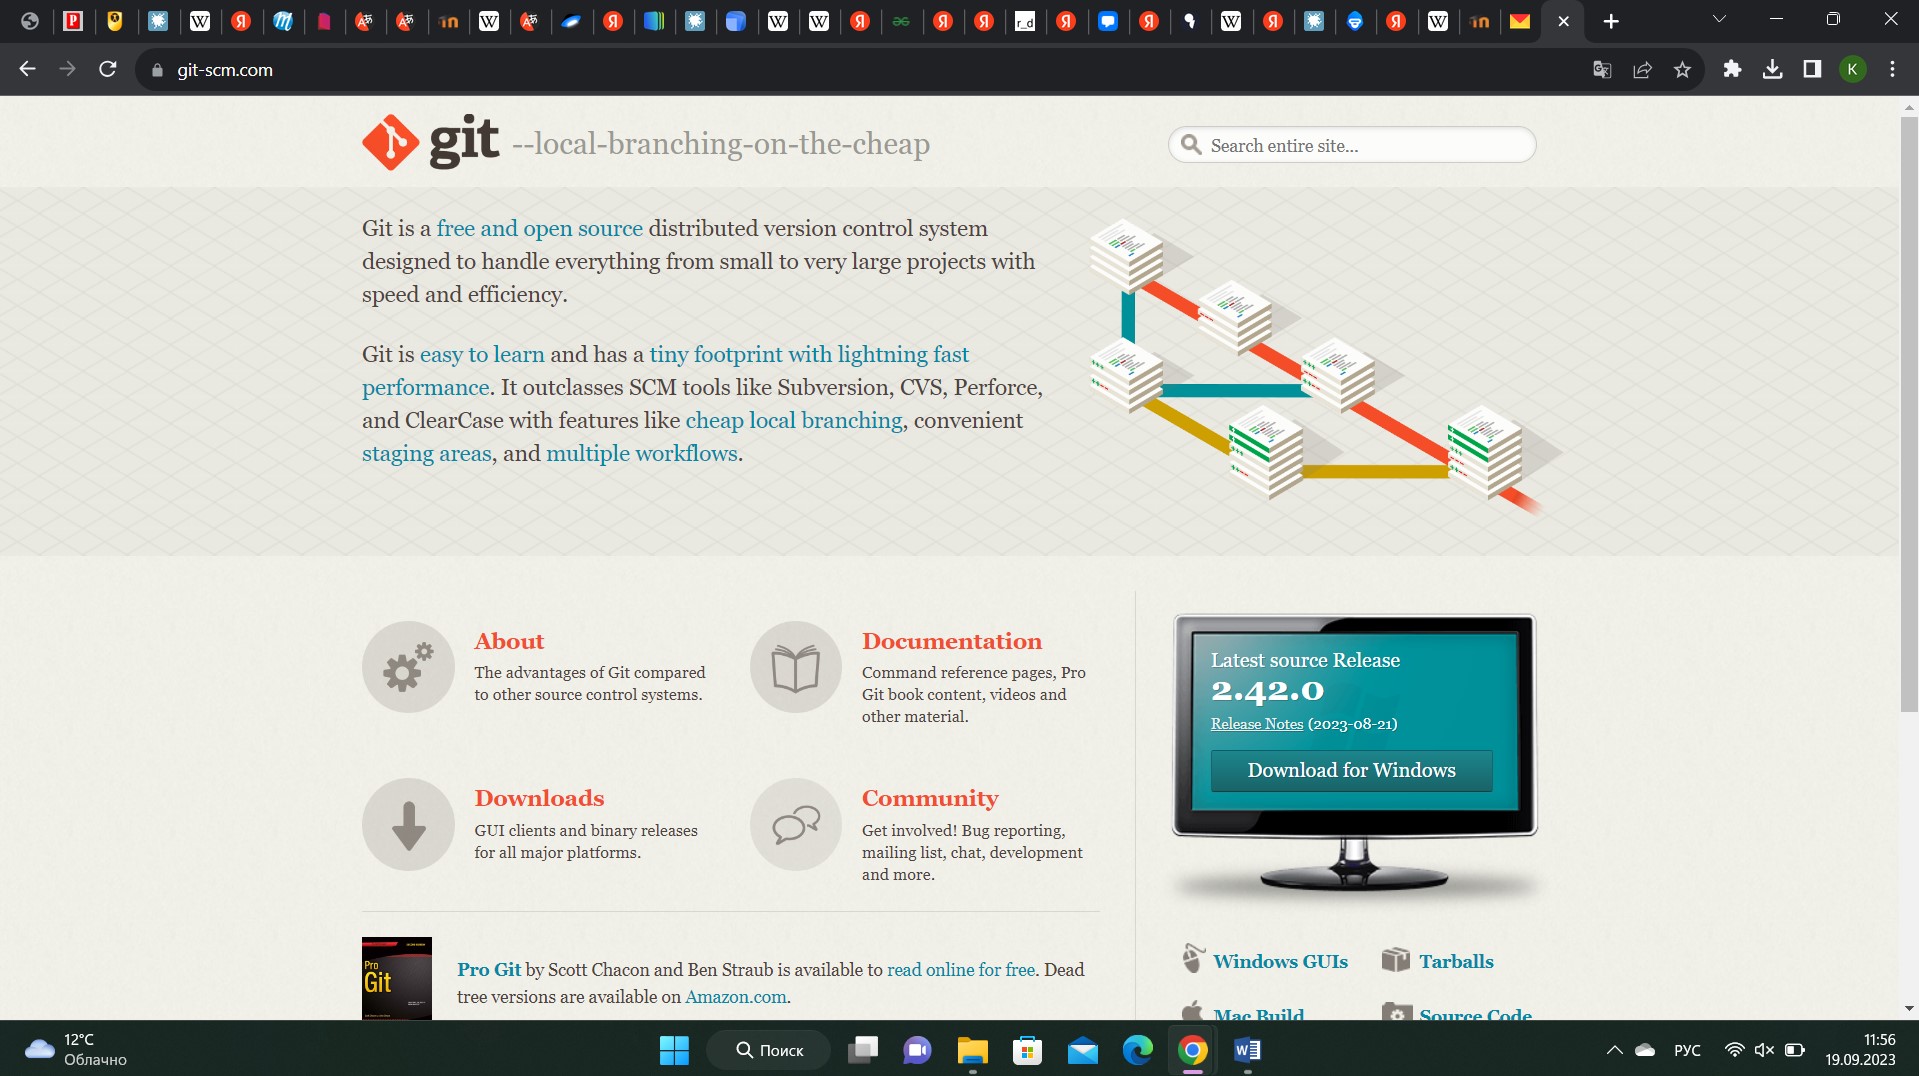 git-scm.com
K
git --local-branching-on-the-cheap
Search entire site...
Git is a free and open source distributed version control system
designed to handle everything from small to very large projects with
speed and efficiency.
Git is easy to learn and has a tiny footprint with lightning fast
performance. It outclasses SCM tools like Subversion, CVS, Perforce,
and ClearCase with features like cheap local branching, convenient
staging areas, and multiple workflows.
About
The advantages of Git compared
to other source control systems.
Documentation
Command reference pages, Pro
Git book content, videos and
other material.
Downloads
GUI clients and binary releases
for all major platforms.
Community
Get involved! Bug reporting,
mailing list, chat, development
and more.
Latest source Release
2.42.0
Release Notes (2023-08-21)
Download for Windows
Pro
Git
Pro Git by Scott Chacon and Ben Straub is available to read online for free. Dead
tree versions are available on Amazon.com.
Windows GUIs
Tarballs
Mac Build
Source Code
12°C
Облачно
Поиск
РУС
11:56
19.09.2023